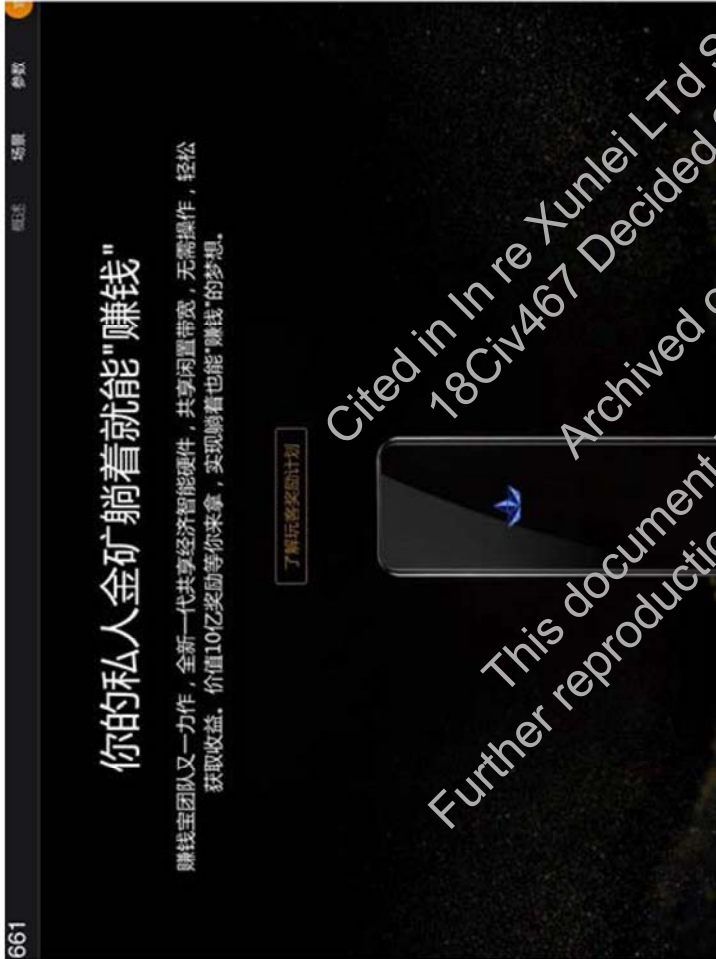 661
概述 场景 参数
你的私人金矿躺着就能"赚钱"
赚钱宝团队又一力作，全新一代共享经济智能硬件，共享闲置带宽，无需操作，轻松
获取收益。价值10亿奖励等你来拿，实现躺着也能"赚钱"的梦想。
了解玩客奖励计划
Cited in In re Xunlei LTd S
18Civ467 Decided
Archived
This document
Further reproductio